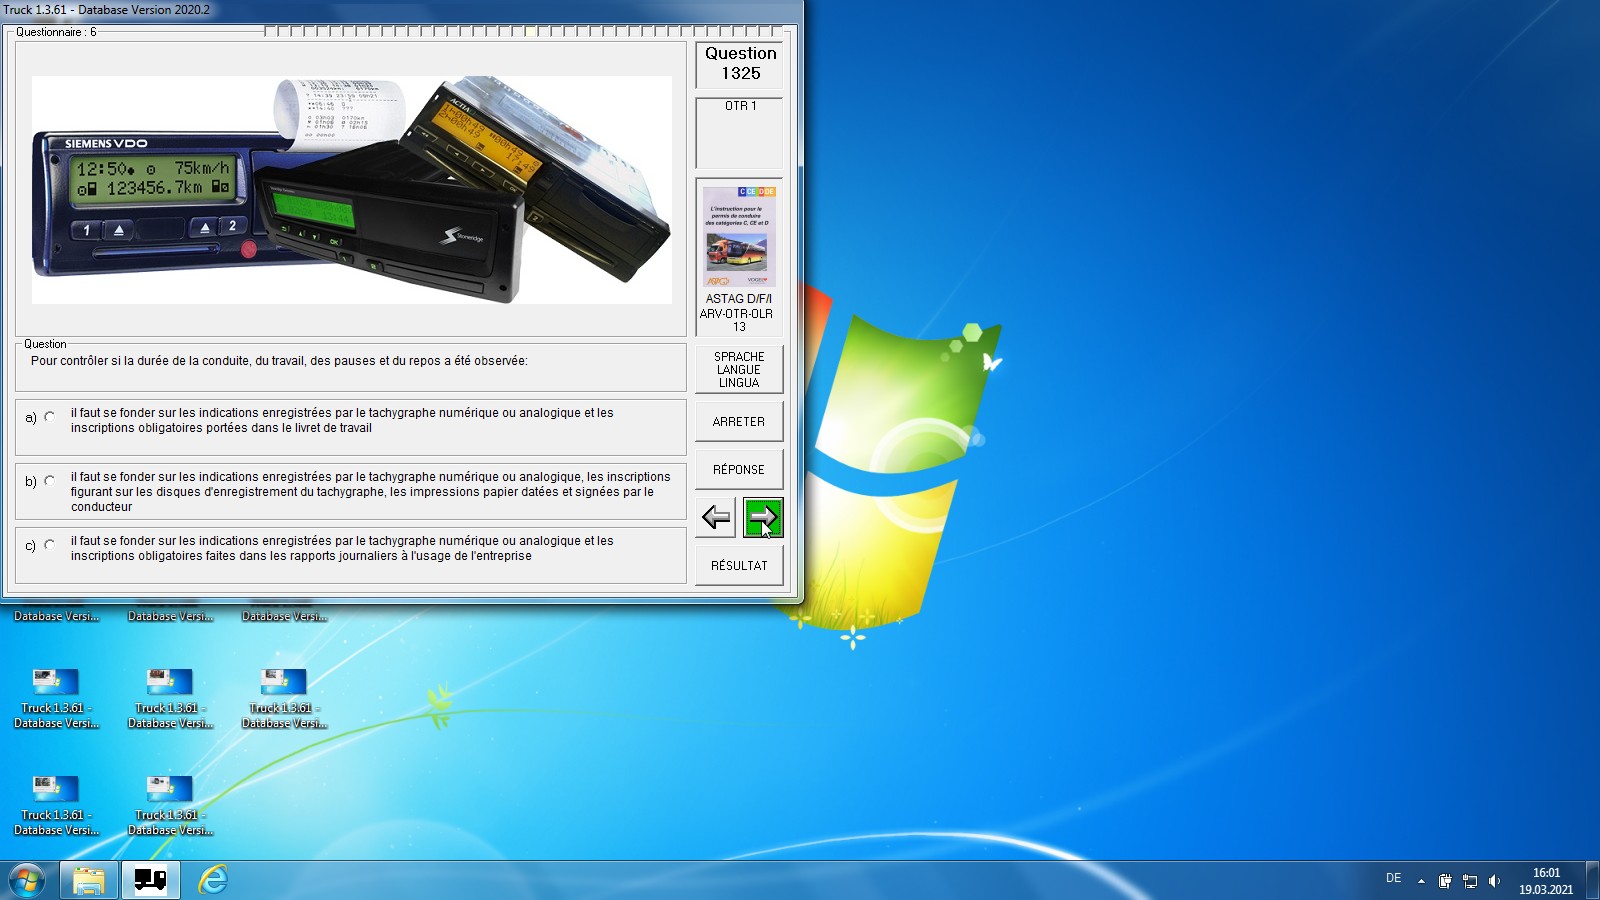 Truck 1.3.61 - Database Version 2020.2
Questionnaire : 6
SIEMENS VDO
12:50 75km/h
123456.7km
1
2
ACTIA
Stoneridge
OK
Question
1325
OTR 1
C CE D DE
L'instruction pour le
permis de conduire
des catégories C, CE et D
ASTAG D/F/I
ARV-OTR-OLR
13
Question
Pour contrôler si la durée de la conduite, du travail, des pauses et du repos a été observée:
a) il faut se fonder sur les indications enregistrées par le tachygraphe numérique ou analogique et les
inscriptions obligatoires portées dans le livret de travail
b) il faut se fonder sur les indications enregistrées par le tachygraphe numérique ou analogique, les inscriptions
figurant sur les disques d'enregistrement du tachygraphe, les impressions papier datées et signées par le
conducteur
c) il faut se fonder sur les indications enregistrées par le tachygraphe numérique ou analogique et les
inscriptions obligatoires faites dans les rapports journaliers à l'usage de l'entreprise
SPRACHE
LANGUE
LINGUA
ARRETER
RÉPONSE
RÉSULTAT
Database Versi... Database Versi... Database Versi...
Truck 1.3.61 - Truck 1.3.61 - Truck 1.3.61 -
Database Versi... Database Versi... Database Versi...
Truck 1.3.61 - Truck 1.3.61 -
Database Versi... Database Versi...
DE
16:01
19.03.2021